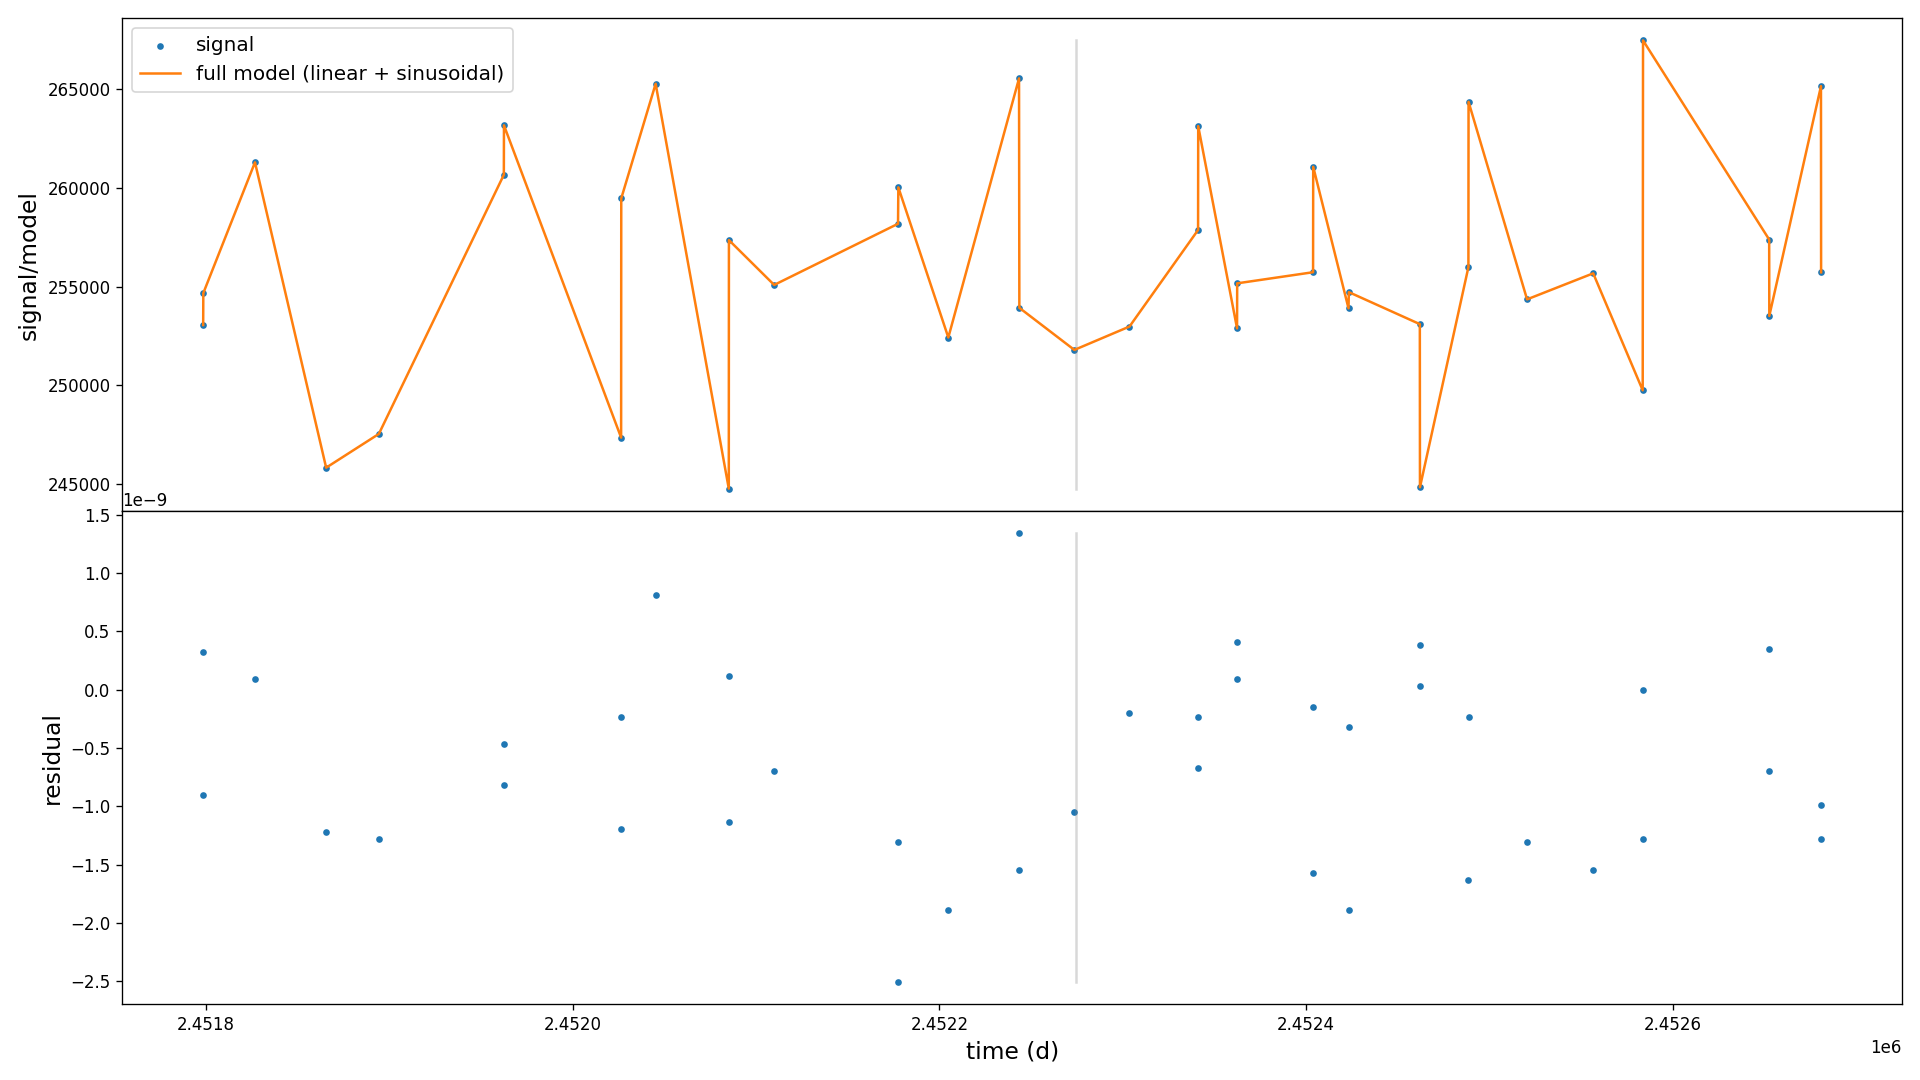 signal
full model (linear + sinusoidal)
265000
260000
255000
250000
245000
signal/model
1e−9
1.5
1.0
0.5
0.0
−0.5
−1.0
−1.5
−2.0
−2.5
residual
2.4518
2.4520
2.4522
2.4524
2.4526
1e6
time (d)